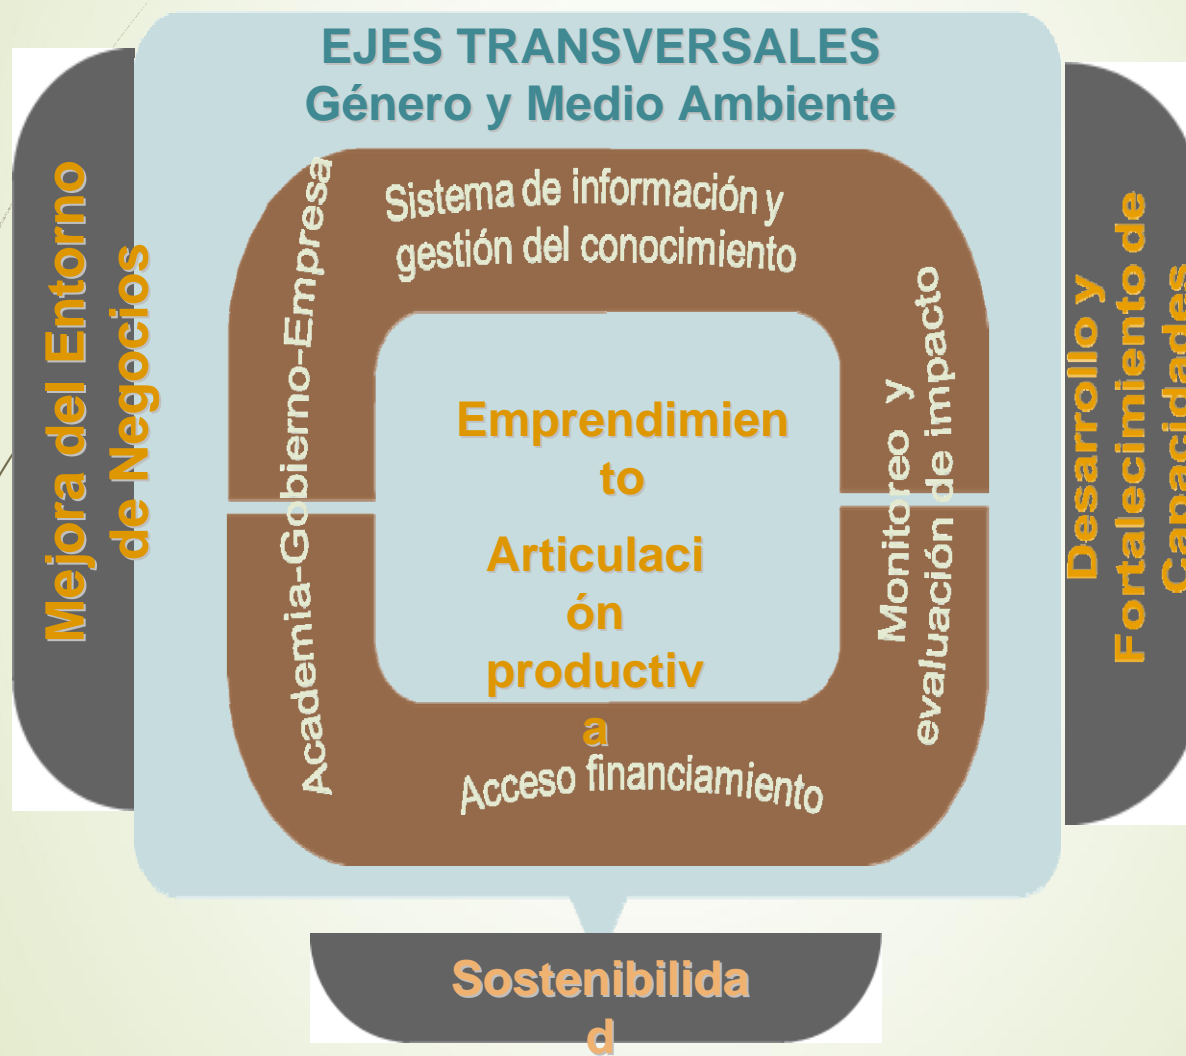 EJES TRANSVERSALES
Género y Medio Ambiente
Mejora del Entorno
de Negocios
Academia-Gobierno-Empresa
Sistema de información y
gestión del conocimiento
Emprendimien
to
Articulaci
ón
productiv
a
Monitoreo y
evaluación de impacto
Acceso financiamiento
Desarrollo y
Fortalecimiento de
Capacidades
Sostenibilida
d